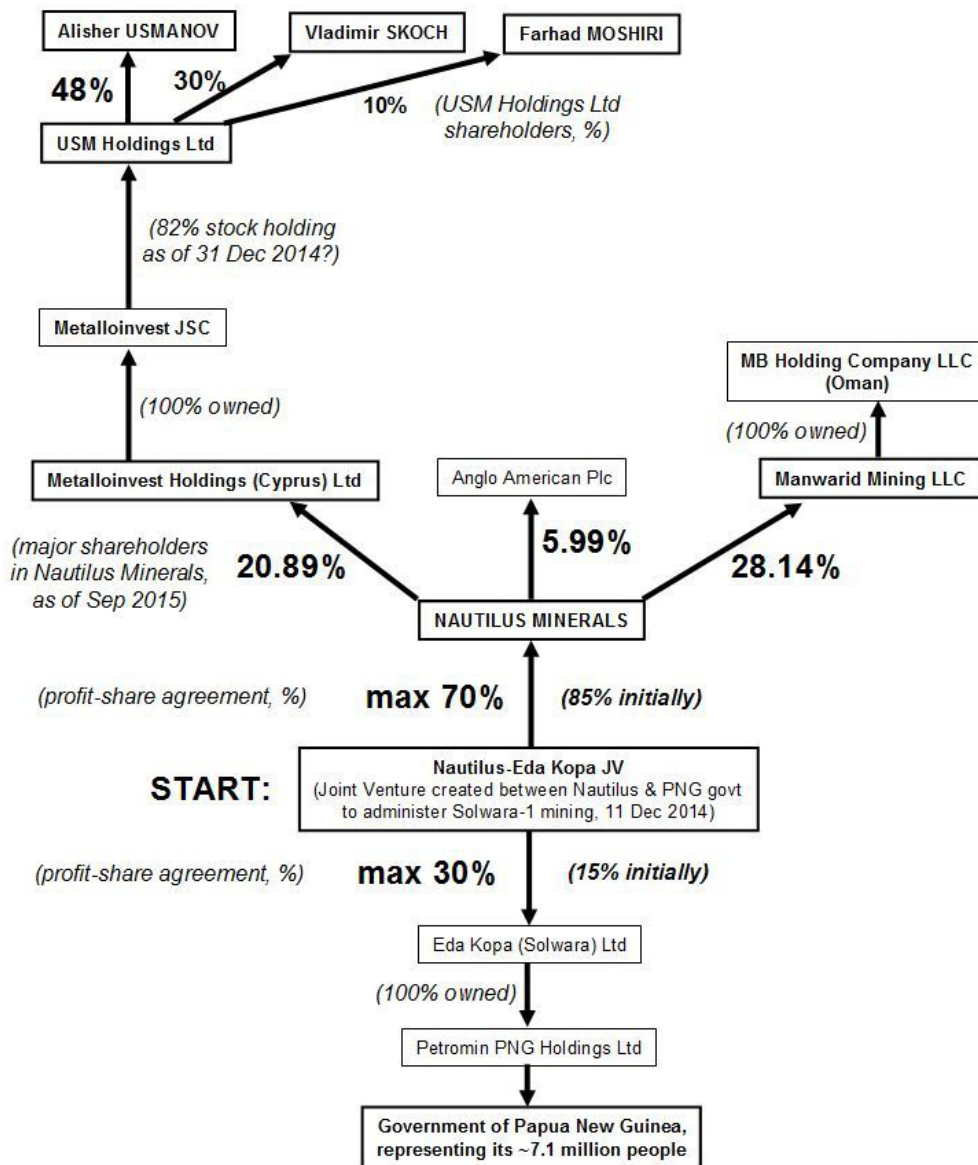 Alisher USMANOV
Vladimir SKOCH
Farhad MOSHIRI
48%
30%
10%
(USM Holdings Ltd
shareholders, %)
USM Holdings Ltd
(82% stock holding
as of 31 Dec 2014?)
Metalloinvest JSC
MB Holding Company LLC
(Oman)
(100% owned)
(100% owned)
Metalloinvest Holdings (Cyprus) Ltd
Anglo American Plc
Manwarid Mining LLC
(major shareholders
in Nautilus Minerals,
as of Sep 2015)
20.89%
5.99%
28.14%
NAUTILUS MINERALS
(profit-share agreement, %)
max 70%
(85% initially)
START:
Nautilus-Eda Kopa JV
(Joint Venture created between Nautilus & PNG govt
to administer Solwara-1 mining, 11 Dec 2014)
(profit-share agreement, %)
max 30%
(15% initially)
Eda Kopa (Solwara) Ltd
(100% owned)
Petromin PNG Holdings Ltd
Government of Papua New Guinea,
representing its ~7.1 million people